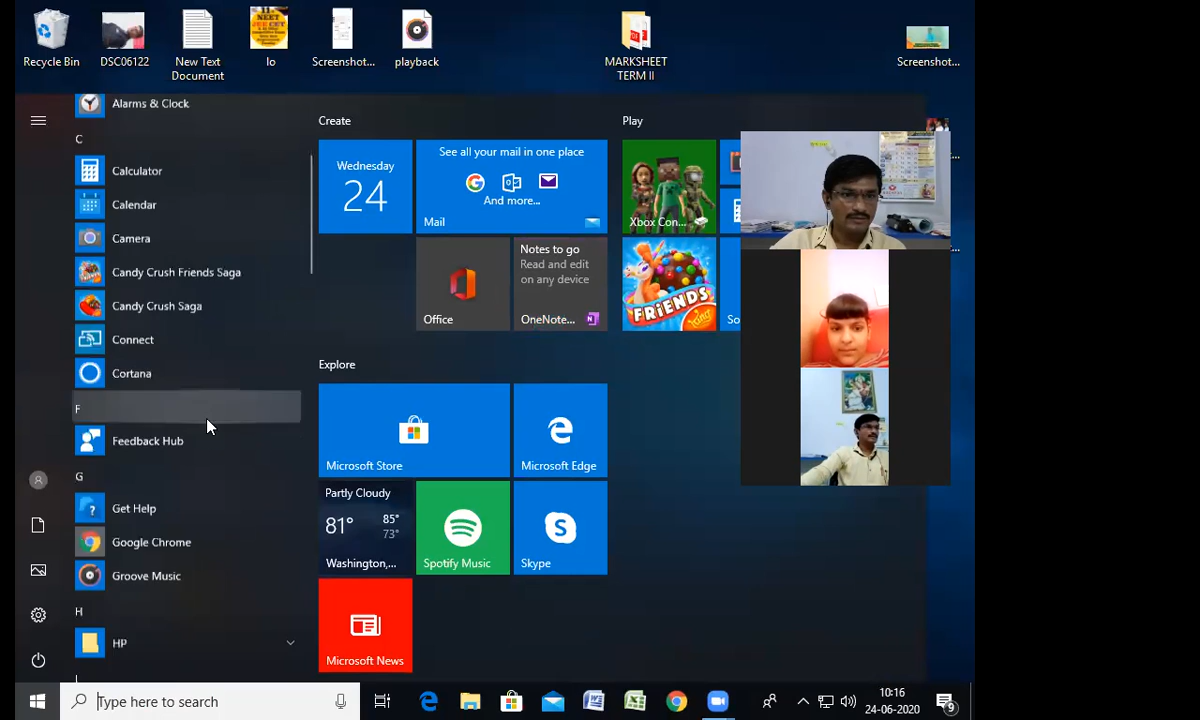 Recycle Bin
DSC06122
New Text
Document
lo
Screenshot...
playback
MARKSHEET
TERM II
Screenshot...
Alarms & Clock
C
Calculator
Calendar
Camera
Candy Crush Friends Saga
Candy Crush Saga
Connect
Cortana
F
Feedback Hub
G
Get Help
Google Chrome
Groove Music
H
HP
Create
Wednesday
24
See all your mail in one place
And more...
Mail
Office
Notes to go
Read and edit
on any device
OneNote...
Play
Xbox Con...
FRIENDS
King
So
Explore
Microsoft Store
Microsoft Edge
Partly Cloudy
81° 85°
73°
Washington,...
Spotify Music
Skype
Microsoft News
Type here to search
10:16
24-06-2020
9